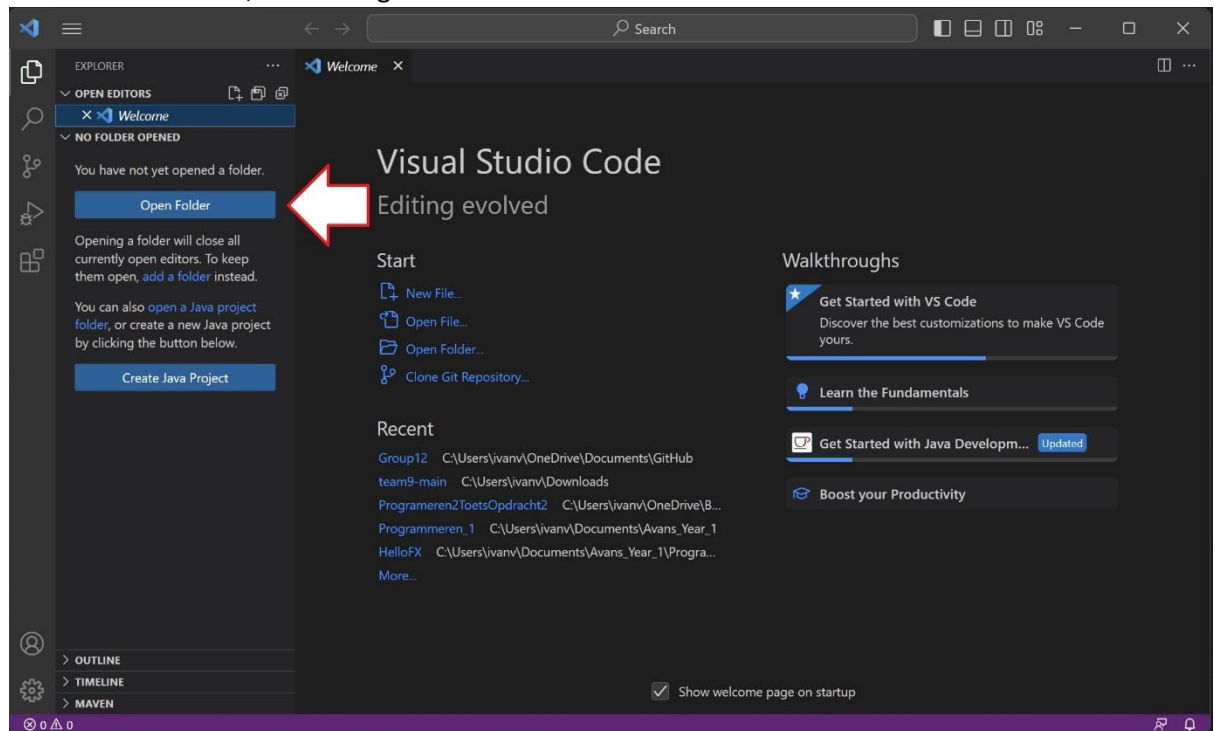 Search
EXPLORER
Welcome
OPEN EDITORS
Welcome
NO FOLDER OPENED
You have not yet opened a folder.
Open Folder
Opening a folder will close all
currently open editors. To keep
them open, add a folder instead.
You can also open a Java project
folder, or create a new Java project
by clicking the button below.
Create Java Project
OUTLINE
TIMELINE
MAVEN
Visual Studio Code
Editing evolved
Start
New File...
Open File...
Open Folder...
Clone Git Repository...
Recent
Group12 C:\Users\ivanv\OneDrive\Documents\GitHub
team9-main C:\Users\ivanv\Downloads
Programeren2ToetsOpdracht2 C:\Users\ivanv\OneDrive\B...
Programmeren_1 C:\Users\ivanv\Documents\Avans_Year_1
HelloFX C:\Users\ivanv\Documents\Avans_Year_1\Progra...
More...
Walkthroughs
Get Started with VS Code
Discover the best customizations to make VS Code
yours.
Learn the Fundamentals
Get Started with Java Developm... Updated
Boost your Productivity
Show welcome page on startup
0 0